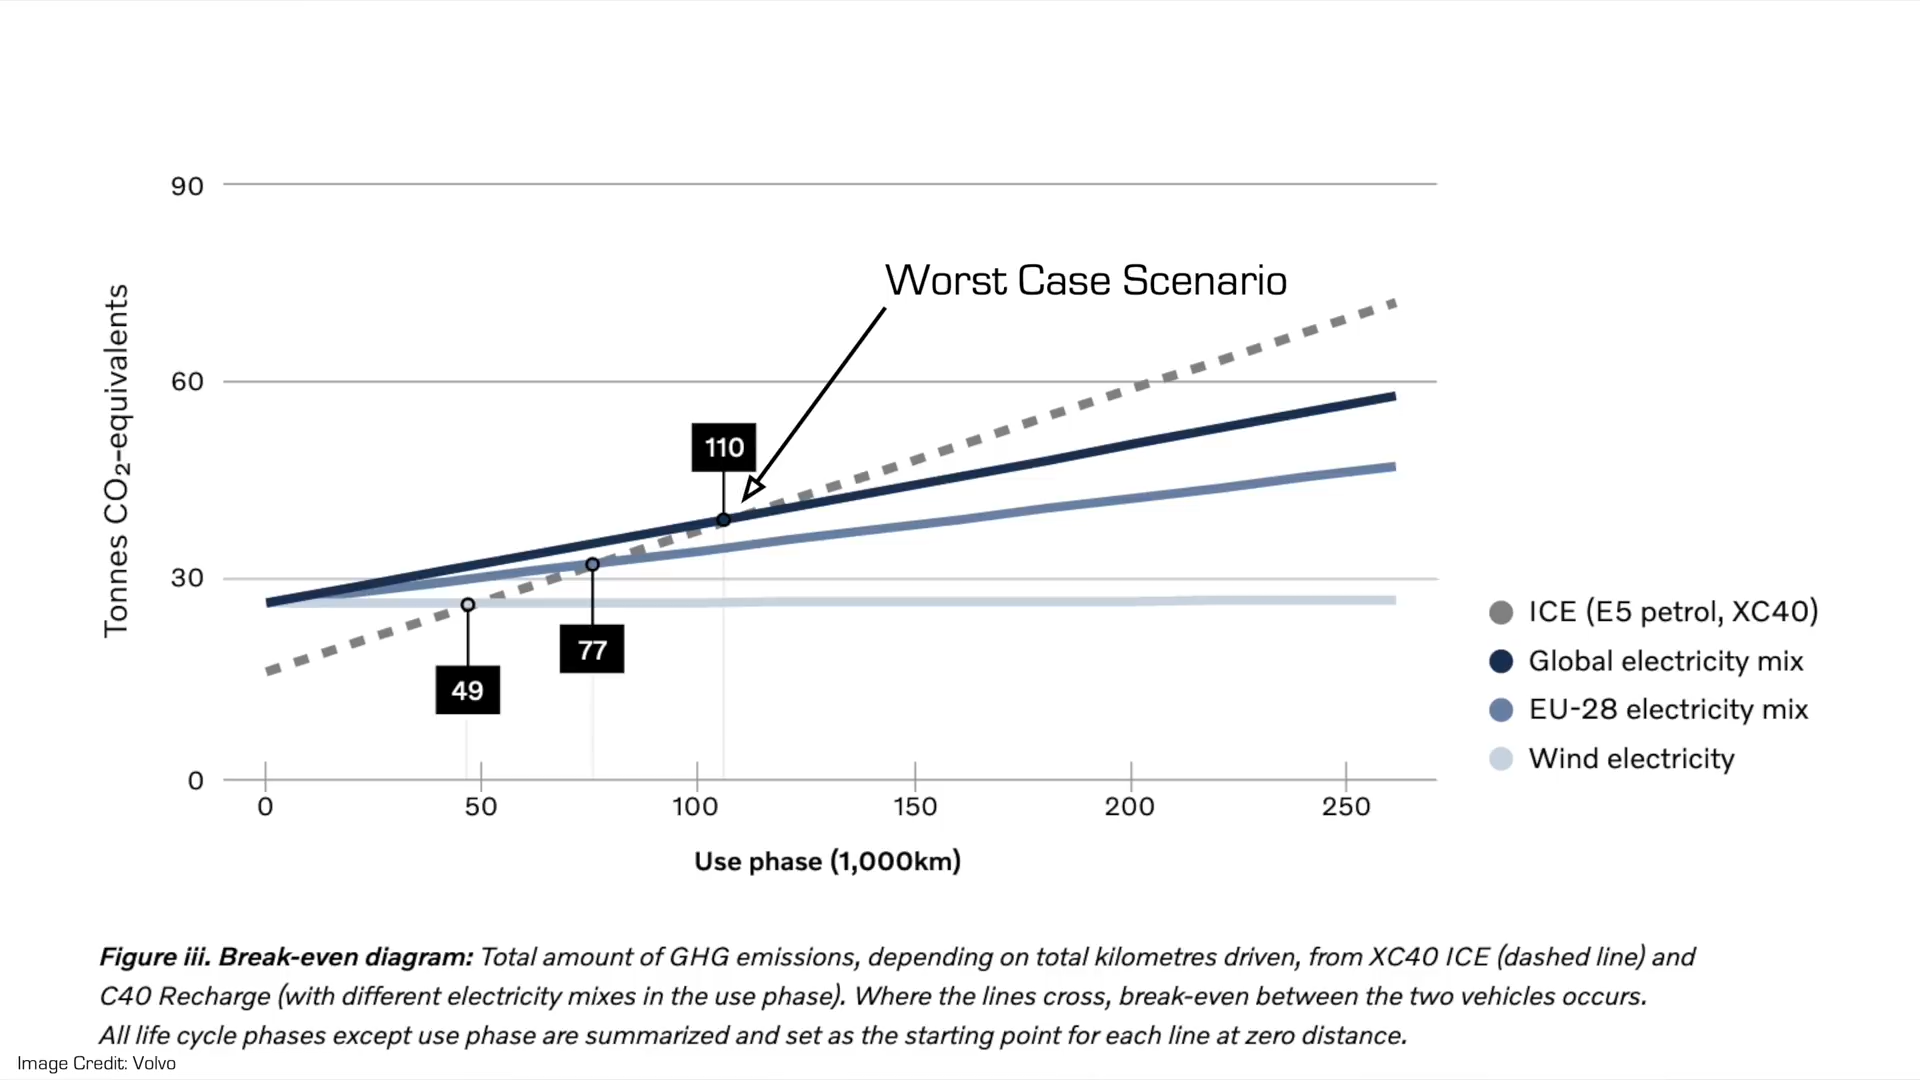 90
Worst Case Scenario
Tonnes CO₂-equivalents
60
110
30
77
49
0
0 50 100 150 200 250
Use phase (1,000km)
ICE (E5 petrol, XC40)
Global electricity mix
EU-28 electricity mix
Wind electricity
Figure iii. Break-even diagram: Total amount of GHG emissions, depending on total kilometres driven, from XC40 ICE (dashed line) and
C40 Recharge (with different electricity mixes in the use phase). Where the lines cross, break-even between the two vehicles occurs.
All life cycle phases except use phase are summarized and set as the starting point for each line at zero distance.
Image Credit: Volvo